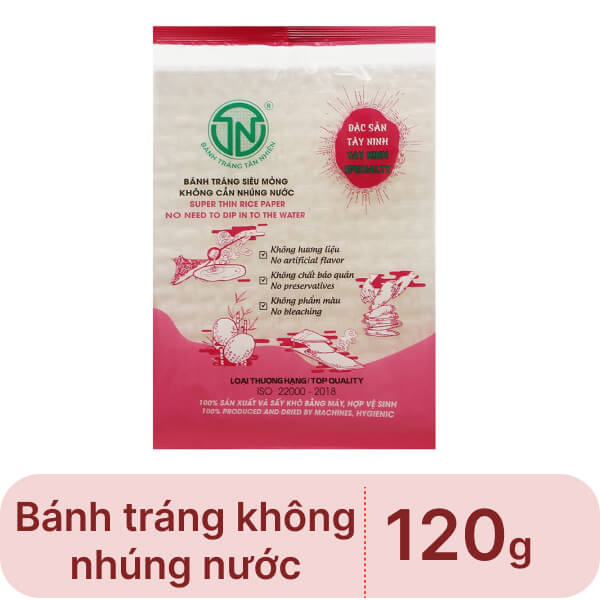 TN
®
BÁNH TRÁNG TÂN NHIÊN
ĐẶC SẢN
TÂY NINH
TAY NINH
SPECIALTY
BÁNH TRÁNG SIÊU MỎNG
KHÔNG CẦN NHÚNG NƯỚC
SUPER THIN RICE PAPER
NO NEED TO DIP IN TO THE WATER
Không hương liệu
No artificial flavor
Không chất bảo quản
No preservatives
Không phẩm màu
No bleaching
LOẠI THƯỢNG HẠNG/ TOP QUALITY
ISO 22000 - 2018
100% SẢN XUẤT VÀ SẤY KHÔ BẰNG MÁY, HỢP VỆ SINH
100% PRODUCED AND DRIED BY MACHINES, HYGIENIC
Bánh tráng không
nhúng nước
120g